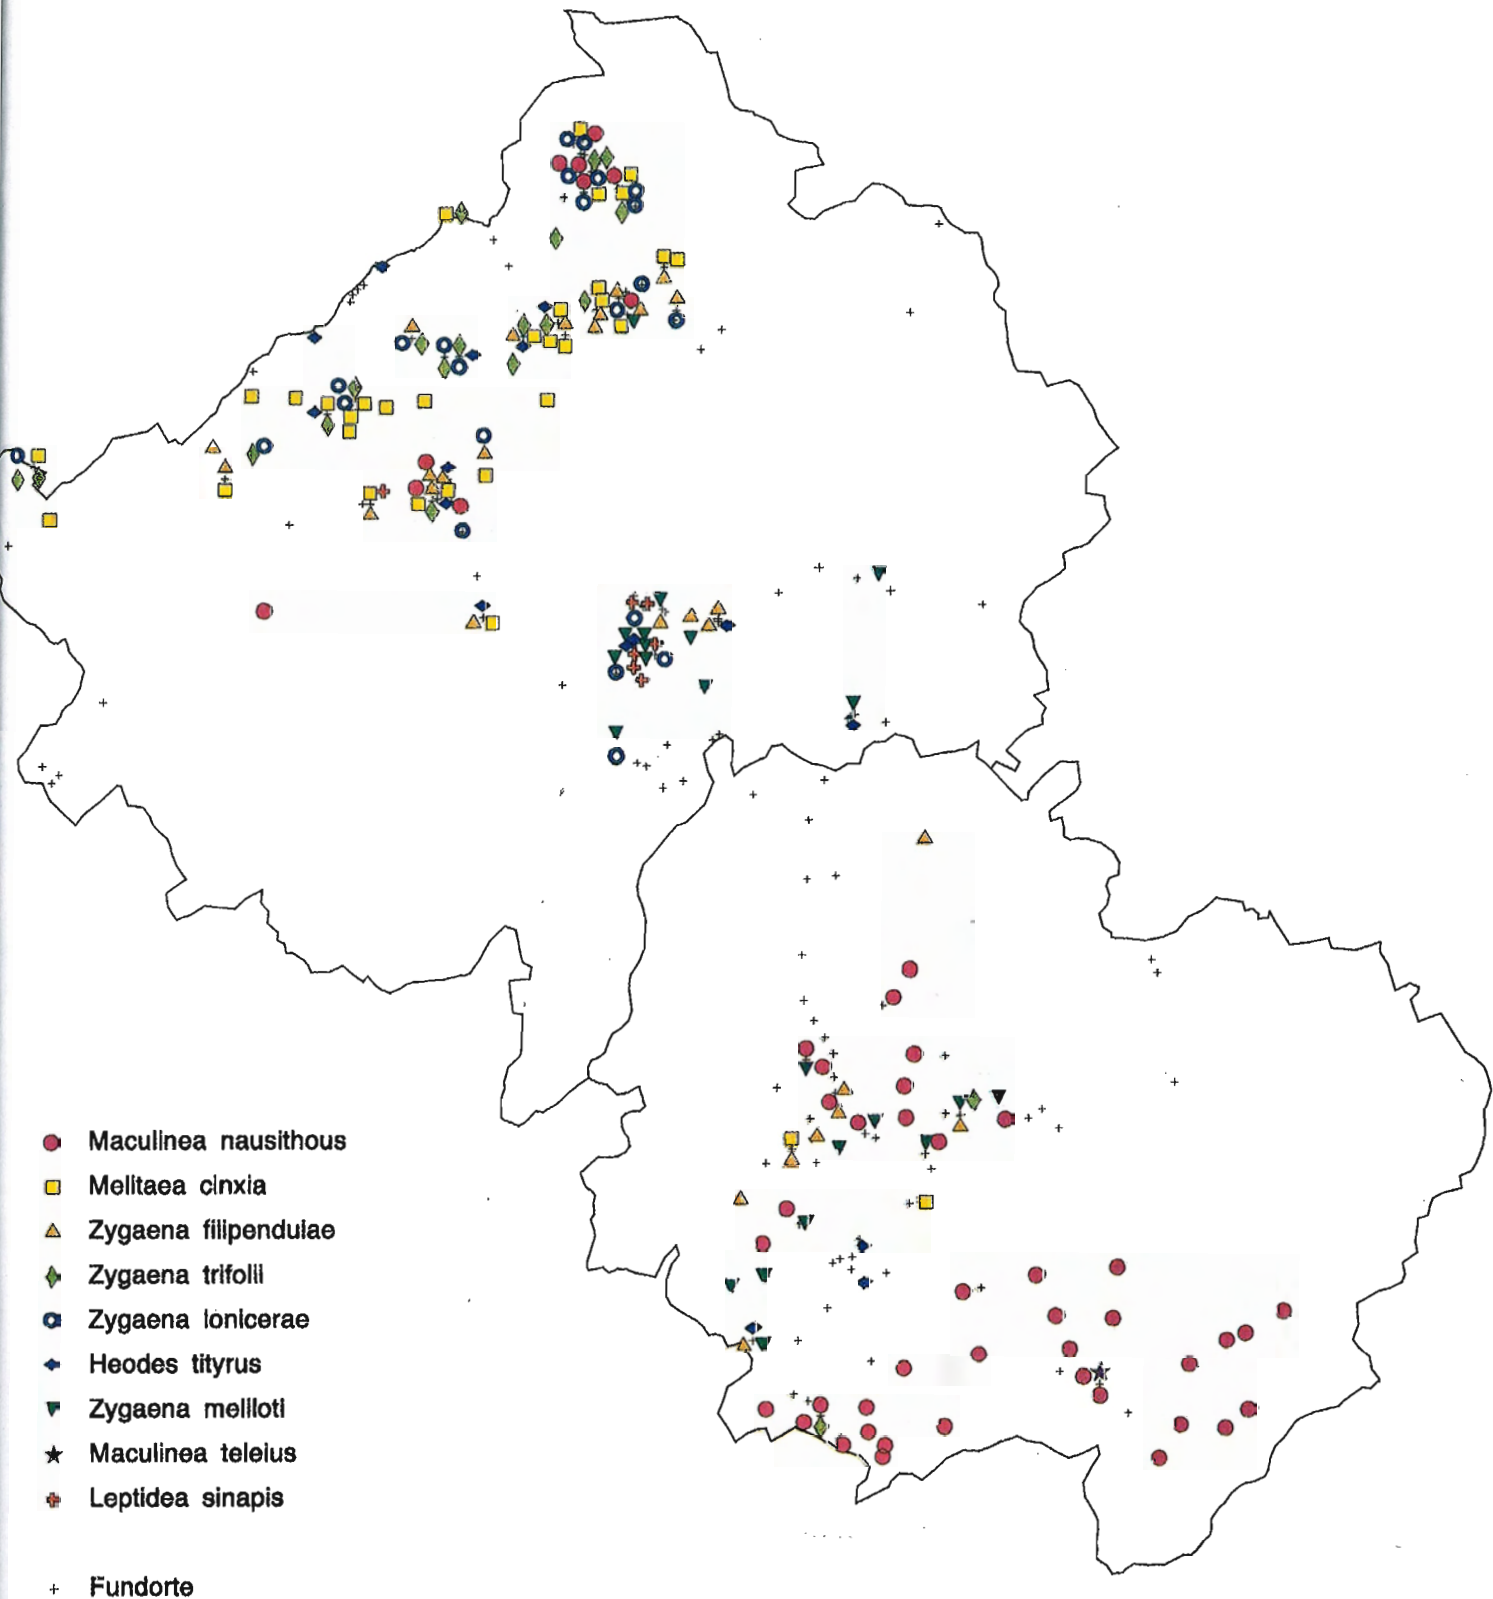 Maculinea nausithous
Melitaea cinxia
Zygaena filipendulae
Zygaena trifolii
Zygaena lonicerae
Heodes tityrus
Zygaena meliloti
Maculinea teleius
Leptidea sinapis
Fundorte